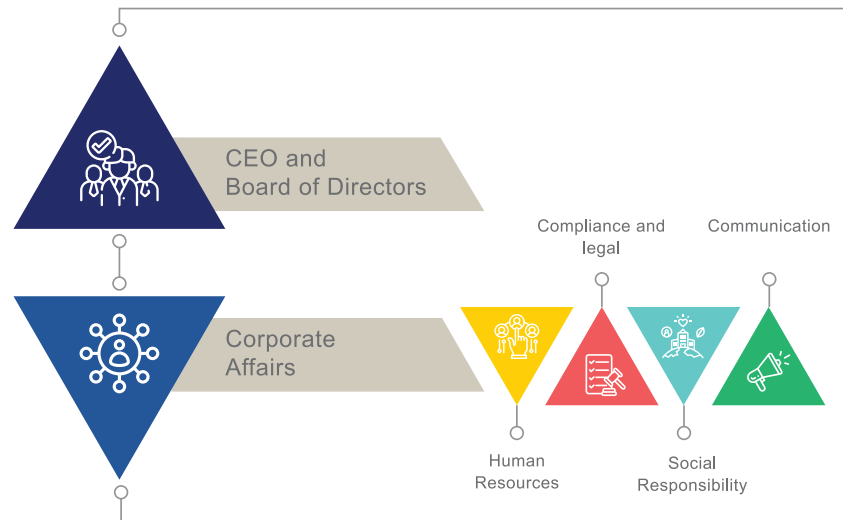 CEO and
Board of Directors
Compliance and
legal
Communication
Corporate
Affairs
Human
Resources
Social
Responsibility